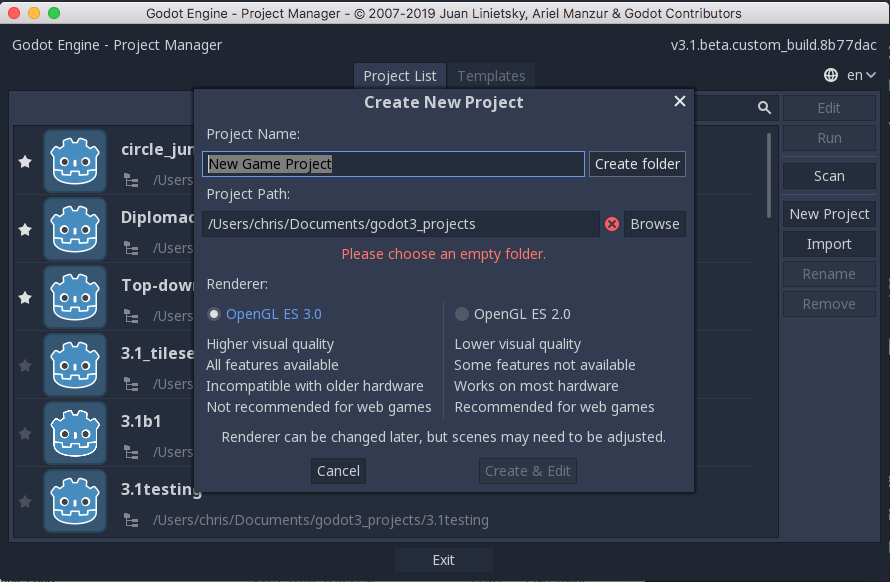 Godot Engine - Project Manager - © 2007-2019 Juan Linietsky, Ariel Manzur & Godot Contributors
Godot Engine - Project Manager
v3.1.beta.custom_build.8b77dac
Project List
Templates
en
Create New Project
Project Name:
New Game Project
Create folder
Project Path:
/Users/chris/Documents/godot3_projects
Browse
Please choose an empty folder.
Renderer:
OpenGL ES 3.0
Higher visual quality
All features available
Incompatible with older hardware
Not recommended for web games
OpenGL ES 2.0
Lower visual quality
Some features not available
Works on most hardware
Recommended for web games
Renderer can be changed later, but scenes may need to be adjusted.
Cancel
Create & Edit
circle_jum
/Users
Diplomac
/Users
Top-down
/Users
3.1_tilese
/Users
3.1b1
/Users
3.1testing
/Users/chris/Documents/godot3_projects/3.1testing
Edit
Run
Scan
New Project
Import
Rename
Remove
Exit